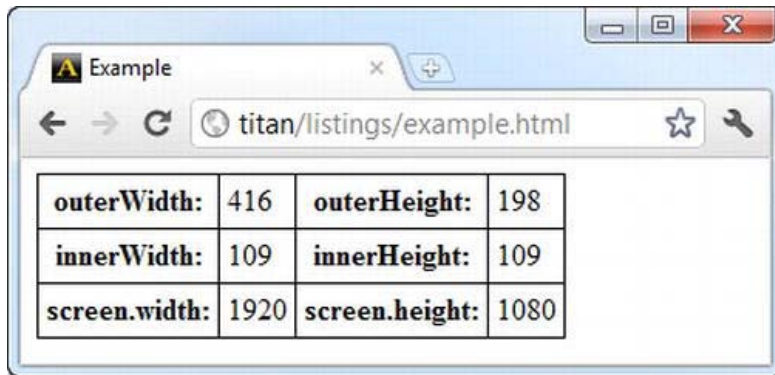 Example
titan/listings/example.html
outerWidth: 416 outerHeight: 198
innerWidth: 109 innerHeight: 109
screen.width: 1920 screen.height: 1080